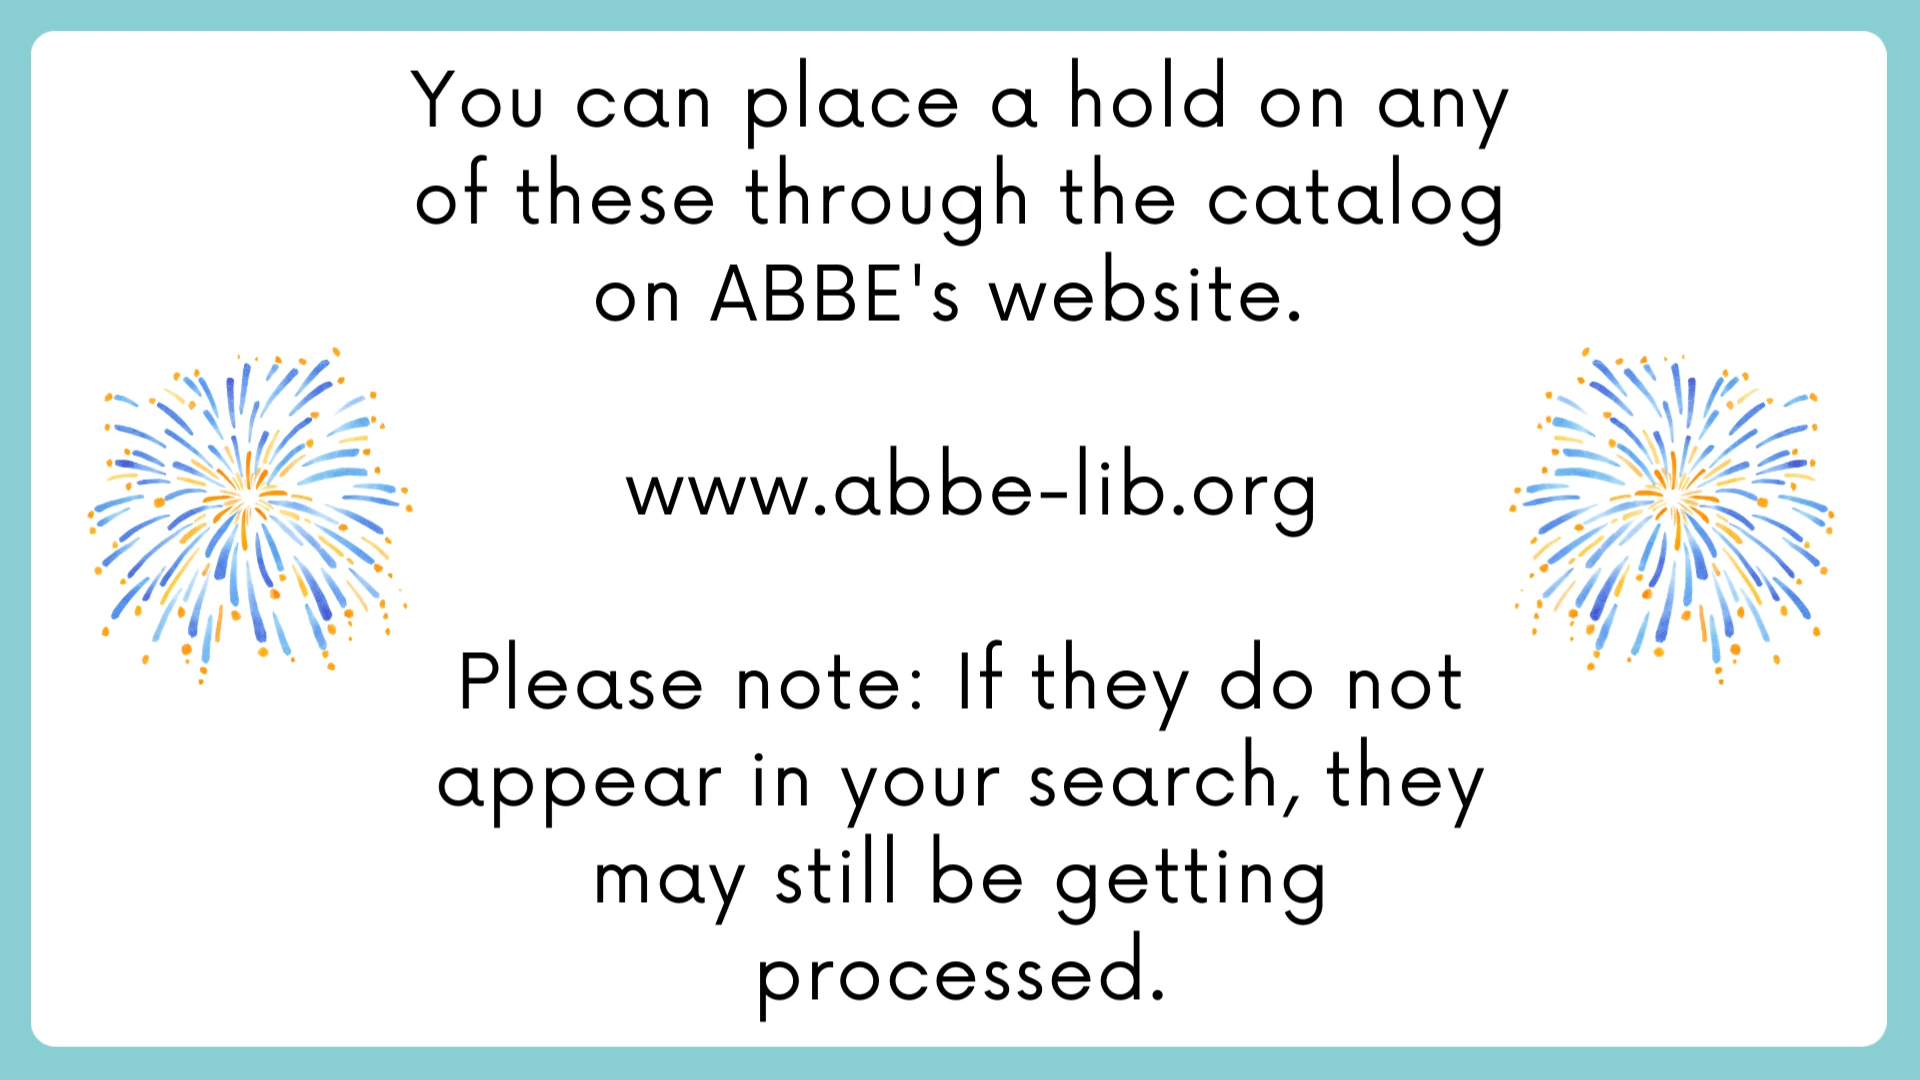 You can place a hold on any
of these through the catalog
on ABBE's website.
www.abbe-lib.org
Please note: If they do not
appear in your search, they
may still be getting
processed.